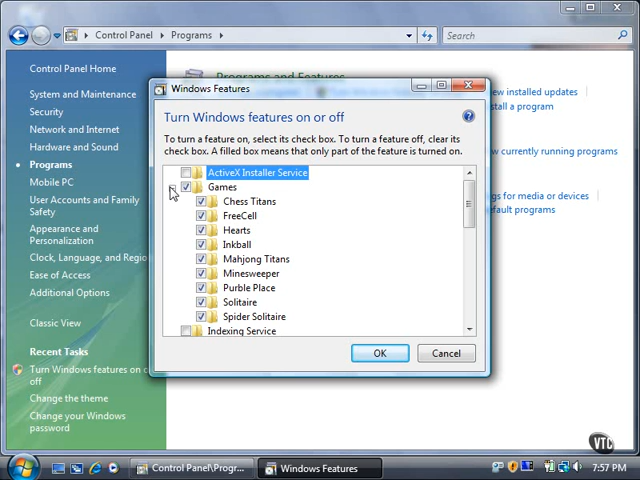 Control Panel
Programs
Search
Control Panel Home
System and Maintenance
Security
Network and Internet
Hardware and Sound
Programs
Mobile PC
User Accounts and Family
Safety
Appearance and
Personalization
Clock, Language, and Regio
Ease of Access
Additional Options
Classic View
Recent Tasks
Turn Windows features on o
off
Change the theme
Change your Windows
password
Programs and Features
new installed updates
ll a program
owr currently running programs
gs for media or devices
efault programs
Windows Features
Turn Windows features on or off
To turn a feature on, select its check box. To turn a feature off, clear its
check box. A filled box means that only part of the feature is turned on.
ActiveX Installer Service
Games
Chess Titans
FreeCell
Hearts
Inkball
Mahjong Titans
Minesweeper
Purble Place
Solitaire
Spider Solitaire
Indexing Service
OK
Cancel
VTC
Control Panel\Progr...
Windows Features
7:57 PM